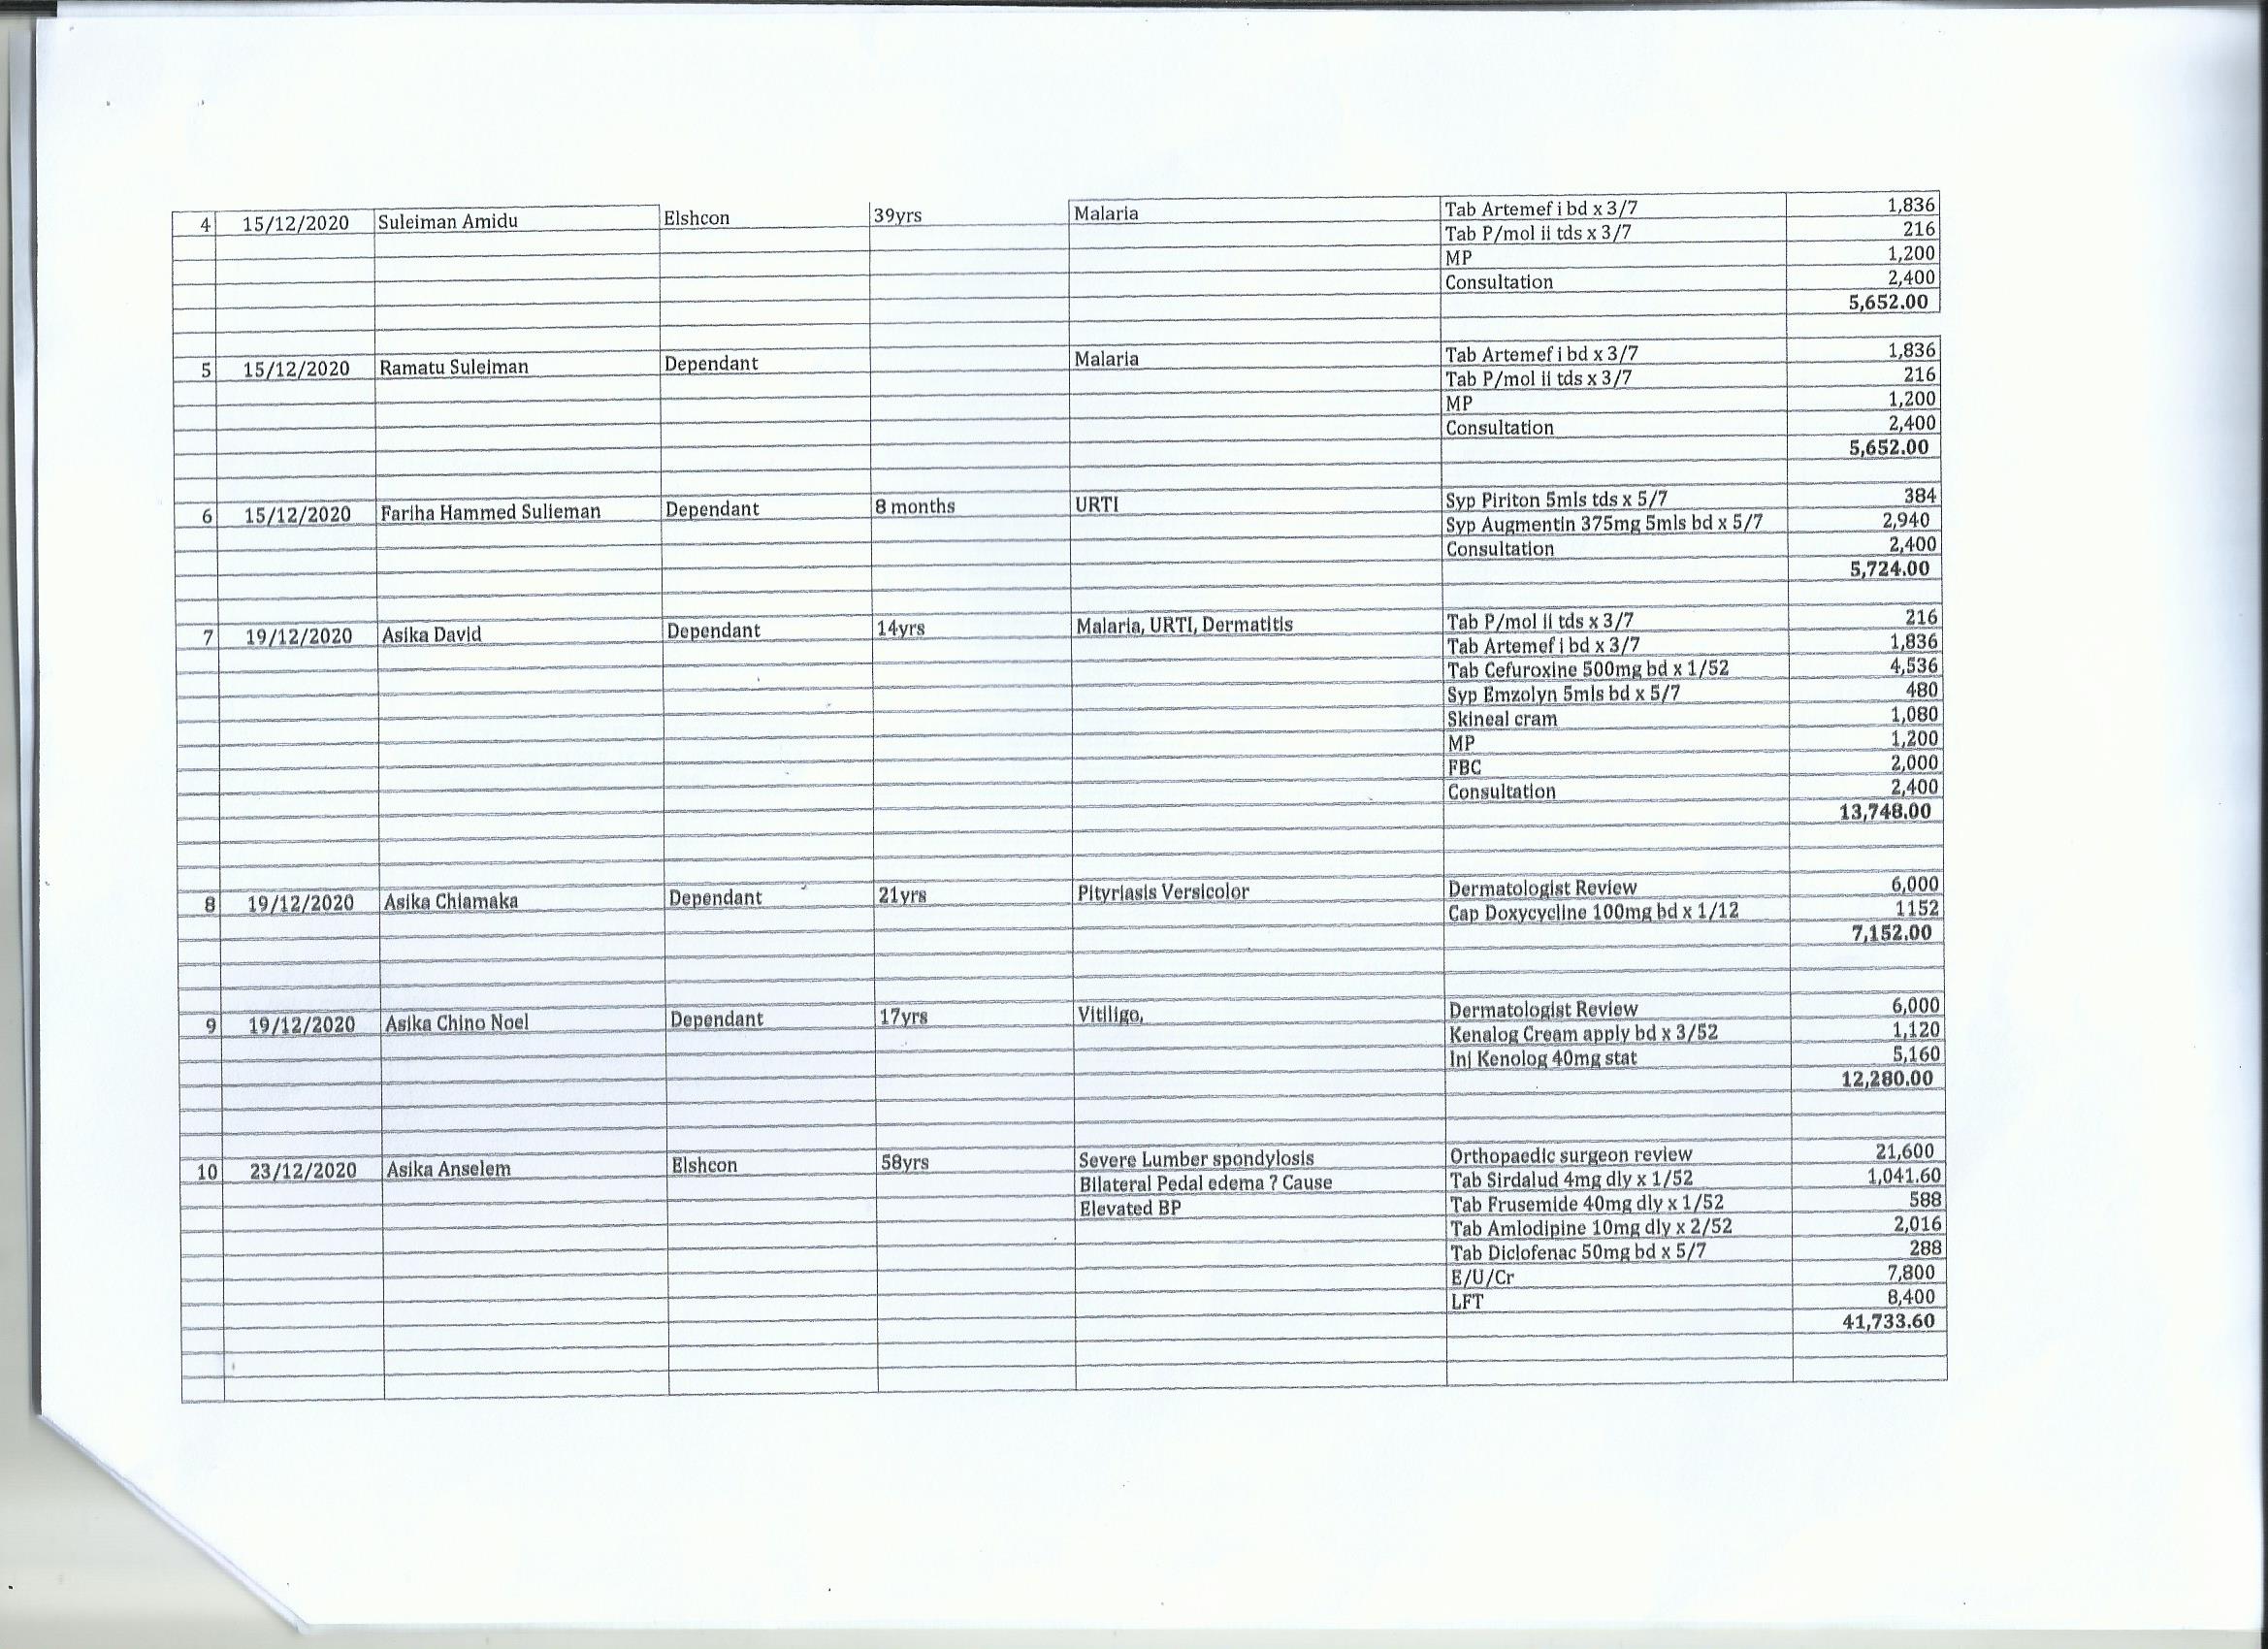 4 15/12/2020 Suleiman Amidu Elshcon 39yrs Malaria Tab Artemef i bd x 3/7 1,836
Tab P/mol ii tds x 3/7 216
MP 1,200
Consultation 2,400
5,652.00
5 15/12/2020 Ramatu Suleiman Dependant Malaria Tab Artemef i bd x 3/7 1,836
Tab P/mol ii tds x 3/7 216
MP 1,200
Consultation 2,400
5,652.00
6 15/12/2020 Fariha Hammed Sulieman Dependant 8 months URTI Syp Piriton 5mls tds x 5/7 384
Syp Augmentin 375mg 5mls bd x 5/7 2,940
Consultation 2,400
5,724.00
7 19/12/2020 Asika David Dependant 14yrs Malaria, URTI, Dermatitis Tab P/mol ii tds x 3/7 216
Tab Artemef i bd x 3/7 1,836
Tab Cefuroxine 500mg bd x 1/52 4,536
Syp Emzolyn 5mls bd x 5/7 480
Skineal cram 1,080
MP 1,200
FBC 2,000
Consultation 2,400
13,748.00
8 19/12/2020 Asika Chiamaka Dependant 21yrs Pityriasis Versicolor Dermatologist Review 6,000
Cap Doxycycline 100mg bd x 1/12 1152
7,152.00
9 19/12/2020 Asika Chino Noel Dependant 17yrs Vitiligo, Dermatologist Review 6,000
Kenalog Cream apply bd x 3/52 1,120
Inj Kenolog 40mg stat 5,160
12,280.00
10 23/12/2020 Asika Anselem Elshcon 58yrs Severe Lumber spondylosis Orthopaedic surgeon review 21,600
Bilateral Pedal edema ? Cause Tab Sirdalud 4mg dly x 1/52 1,041.60
Elevated BP Tab Frusemide 40mg dly x 1/52 588
Tab Amlodipine 10mg dly x 2/52 2,016
Tab Diclofenac 50mg bd x 5/7 288
E/U/Cr 7,800
LFT 8,400
41,733.60